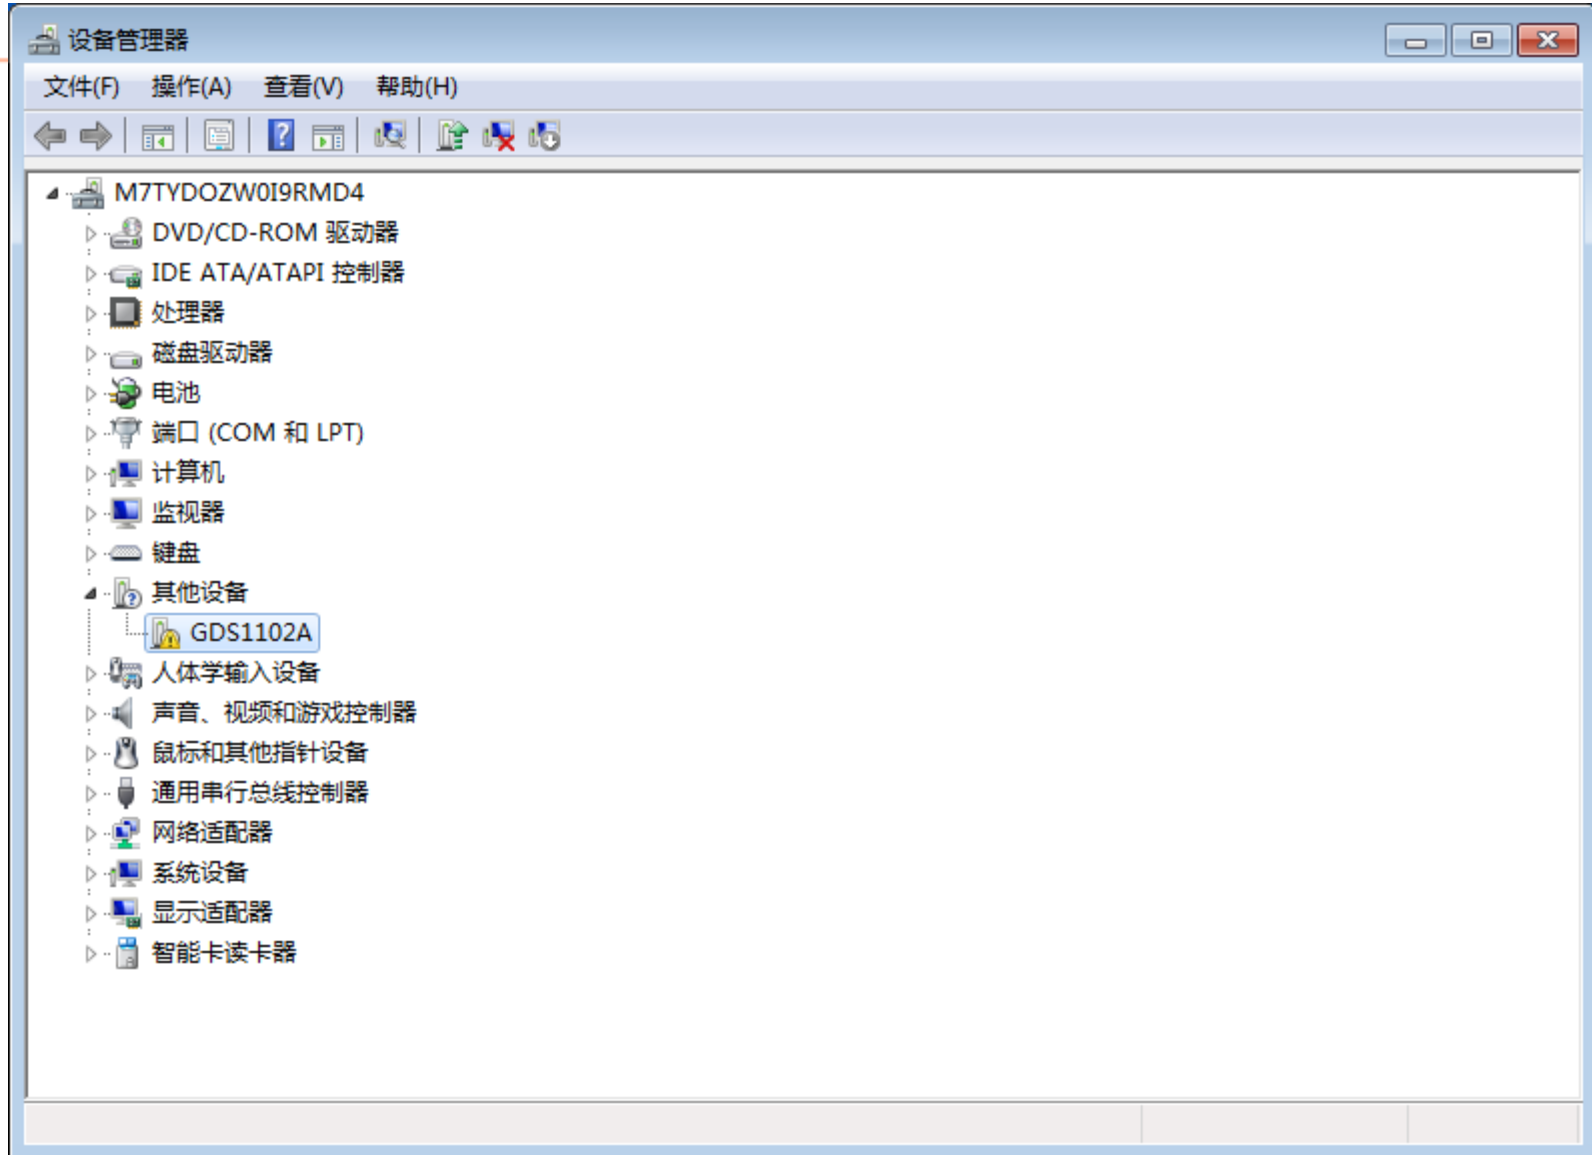 设备管理器
文件(F) 操作(A) 查看(V) 帮助(H)
M7TYDOZW0I9RMD4
DVD/CD-ROM 驱动器
IDE ATA/ATAPI 控制器
处理器
磁盘驱动器
电池
端口 (COM 和 LPT)
计算机
监视器
键盘
其他设备
GDS1102A
人体学输入设备
声音、视频和游戏控制器
鼠标和其他指针设备
通用串行总线控制器
网络适配器
系统设备
显示适配器
智能卡读卡器